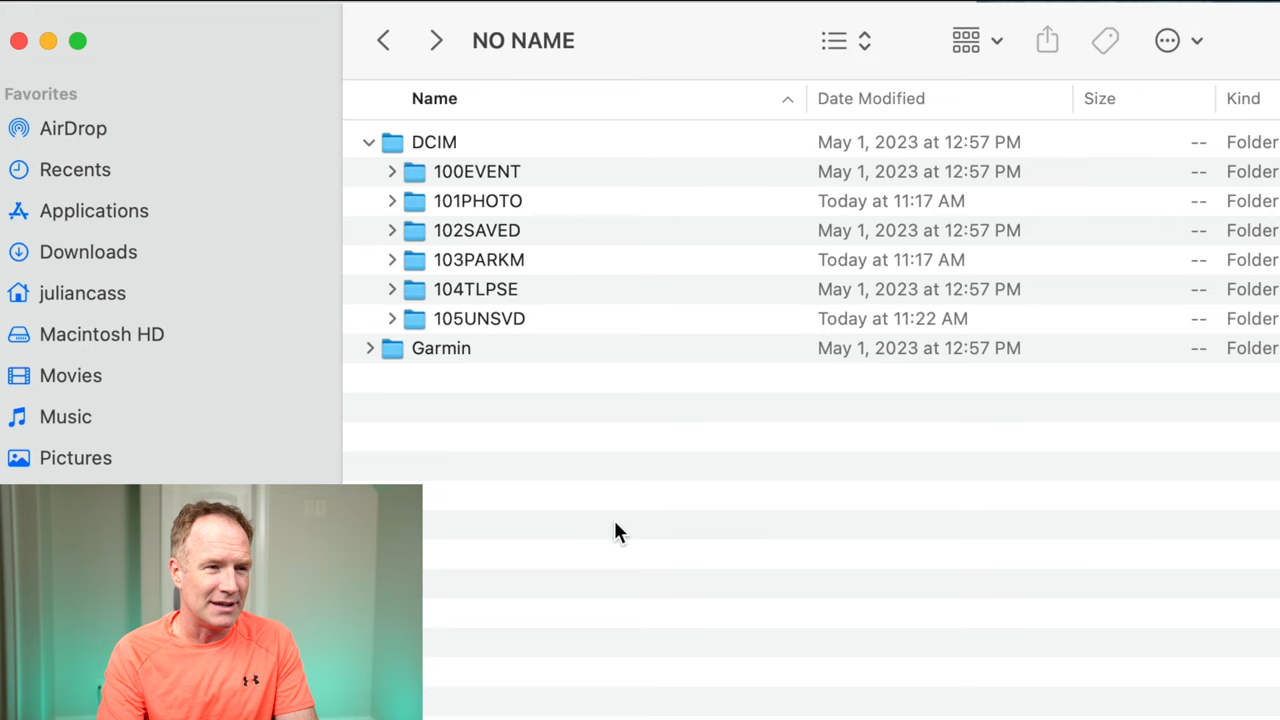 NO NAME
Favorites
AirDrop
Recents
Applications
Downloads
juliancass
Macintosh HD
Movies
Music
Pictures
Name Date Modified Size Kind
DCIM May 1, 2023 at 12:57 PM -- Folder
100EVENT May 1, 2023 at 12:57 PM -- Folder
101PHOTO Today at 11:17 AM -- Folder
102SAVED May 1, 2023 at 12:57 PM -- Folder
103PARKM Today at 11:17 AM -- Folder
104TLPSE May 1, 2023 at 12:57 PM -- Folder
105UNSVD Today at 11:22 AM -- Folder
Garmin May 1, 2023 at 12:57 PM -- Folder